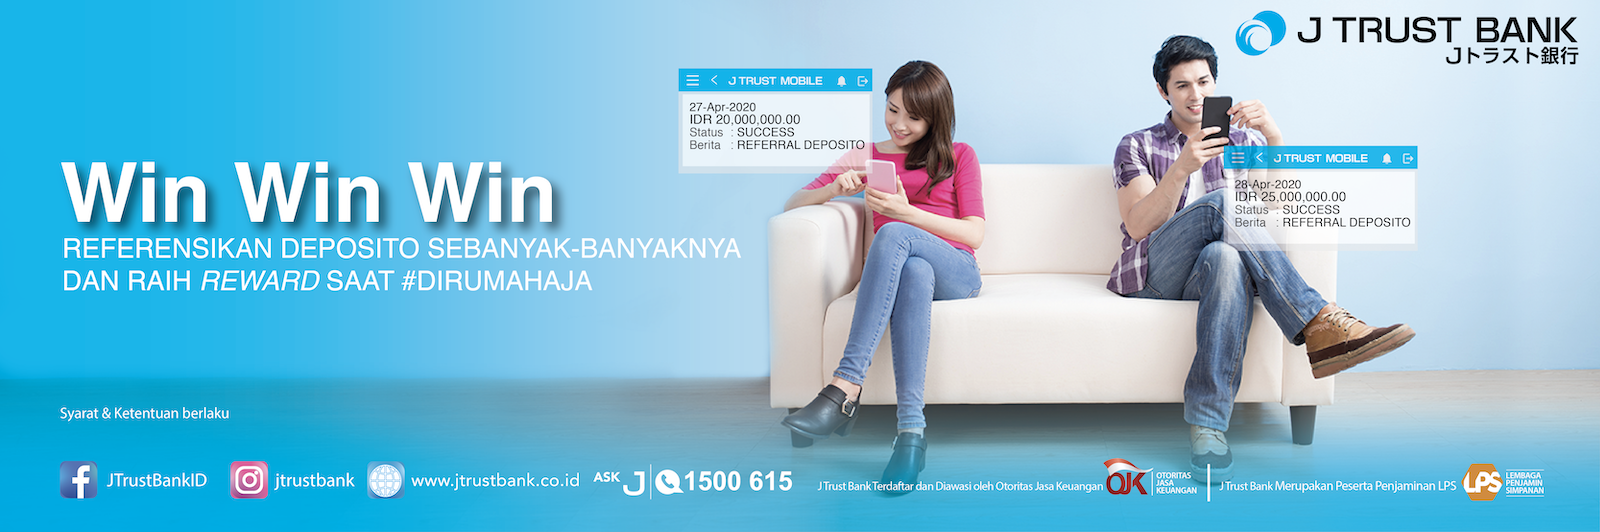 J TRUST BANK
Jトラスト銀行
J TRUST MOBILE
27-Apr-2020
IDR 20,000,000.00
Status : SUCCESS
Berita : REFERRAL DEPOSITO
J TRUST MOBILE
28-Apr-2020
IDR 25,000,000.00
Status : SUCCESS
Berita : REFERRAL DEPOSITO
Win Win Win
REFERENSIKAN DEPOSITO SEBANYAK-BANYAKNYA
DAN RAIH REWARD SAAT #DIRUMAHAJA
Syarat & Ketentuan berlaku
JTrustBankID
jtrustbank
www.jtrustbank.co.id
ASK J
1500 615
J Trust Bank Terdaftar dan Diawasi oleh Otoritas Jasa Keuangan
OJK
OTORITAS
JASA
KEUANGAN
J Trust Bank Merupakan Peserta Penjaminan LPS
LPS
LEMBAGA
PENJAMIN
SIMPANAN